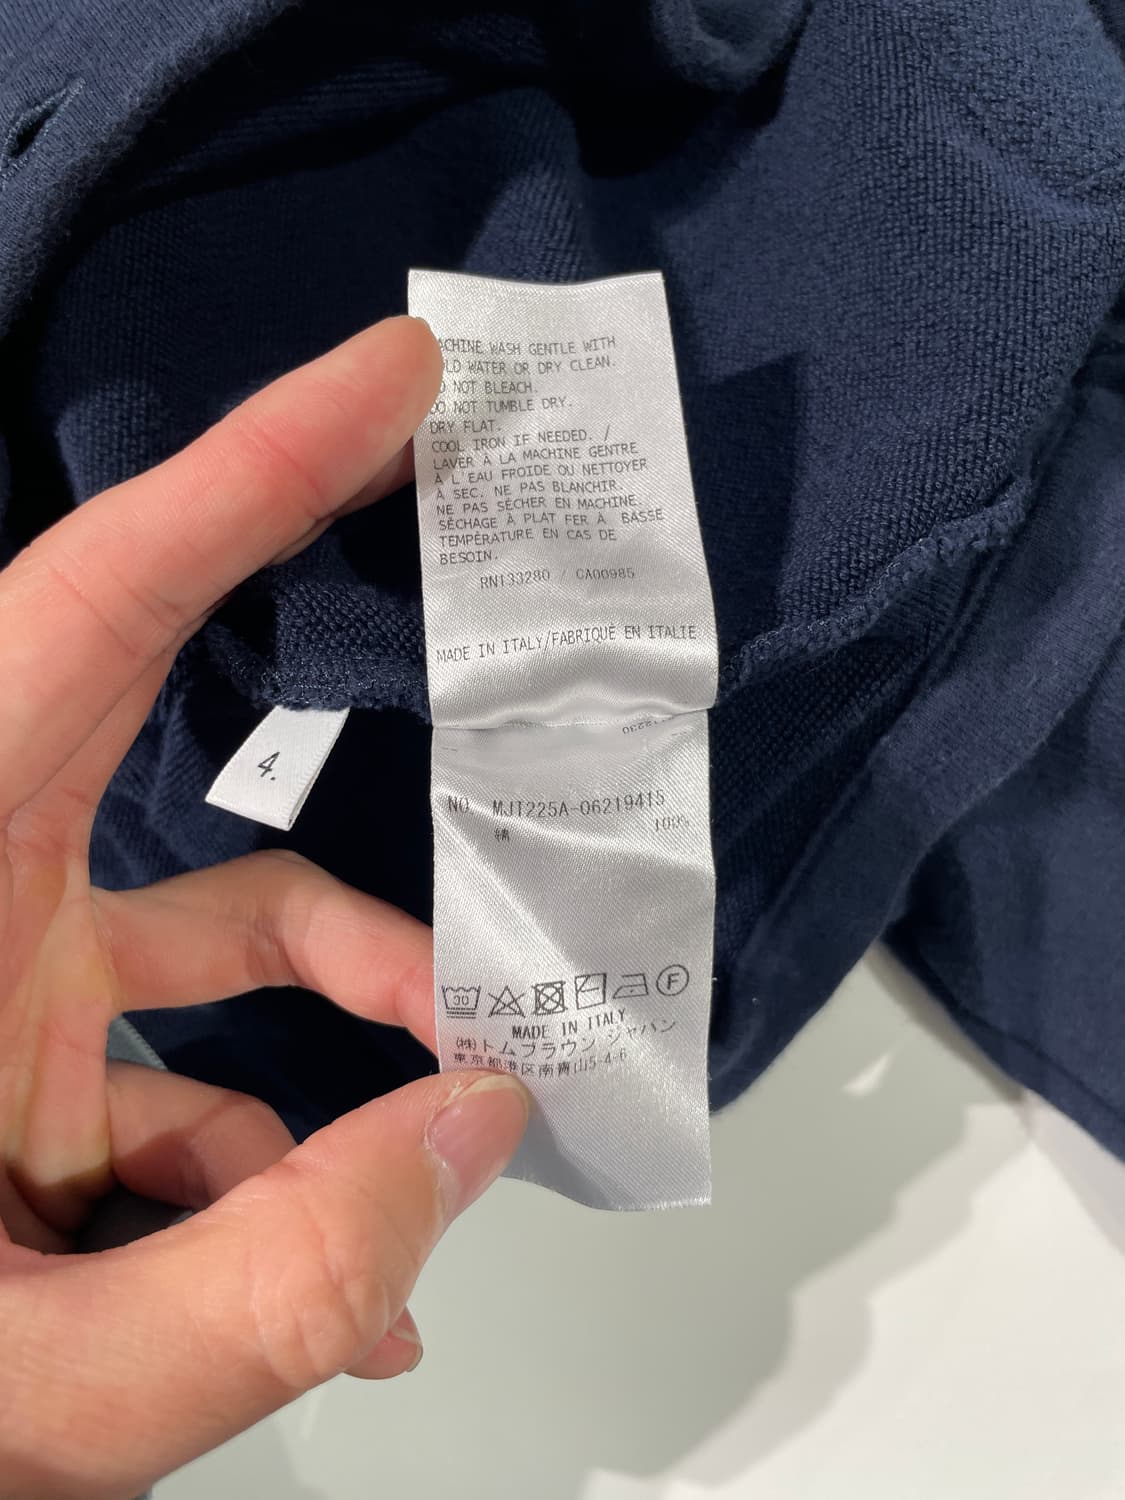 ACHINE WASH GENTLE WITH
LD WATER OR DRY CLEAN.
O NOT BLEACH.
DO NOT TUMBLE DRY.
DRY FLAT.
COOL IRON IF NEEDED. /
LAVER À LA MACHINE GENTRE
À L'EAU FROIDE OU NETTOYER
À SEC. NE PAS BLANCHIR.
NE PAS SÉCHER EN MACHINE.
SÉCHAGE À PLAT FER À BASSE
TEMPÉRATURE EN CAS DE
BESOIN.
RN133280 / CA00985
MADE IN ITALY/FABRIQUÉ EN ITALIE
4.
NO. MJT225A-06219415
綿 100%
30 F
MADE IN ITALY
㈱トムブラウン ジャパン
東京都港区南青山5-4-6